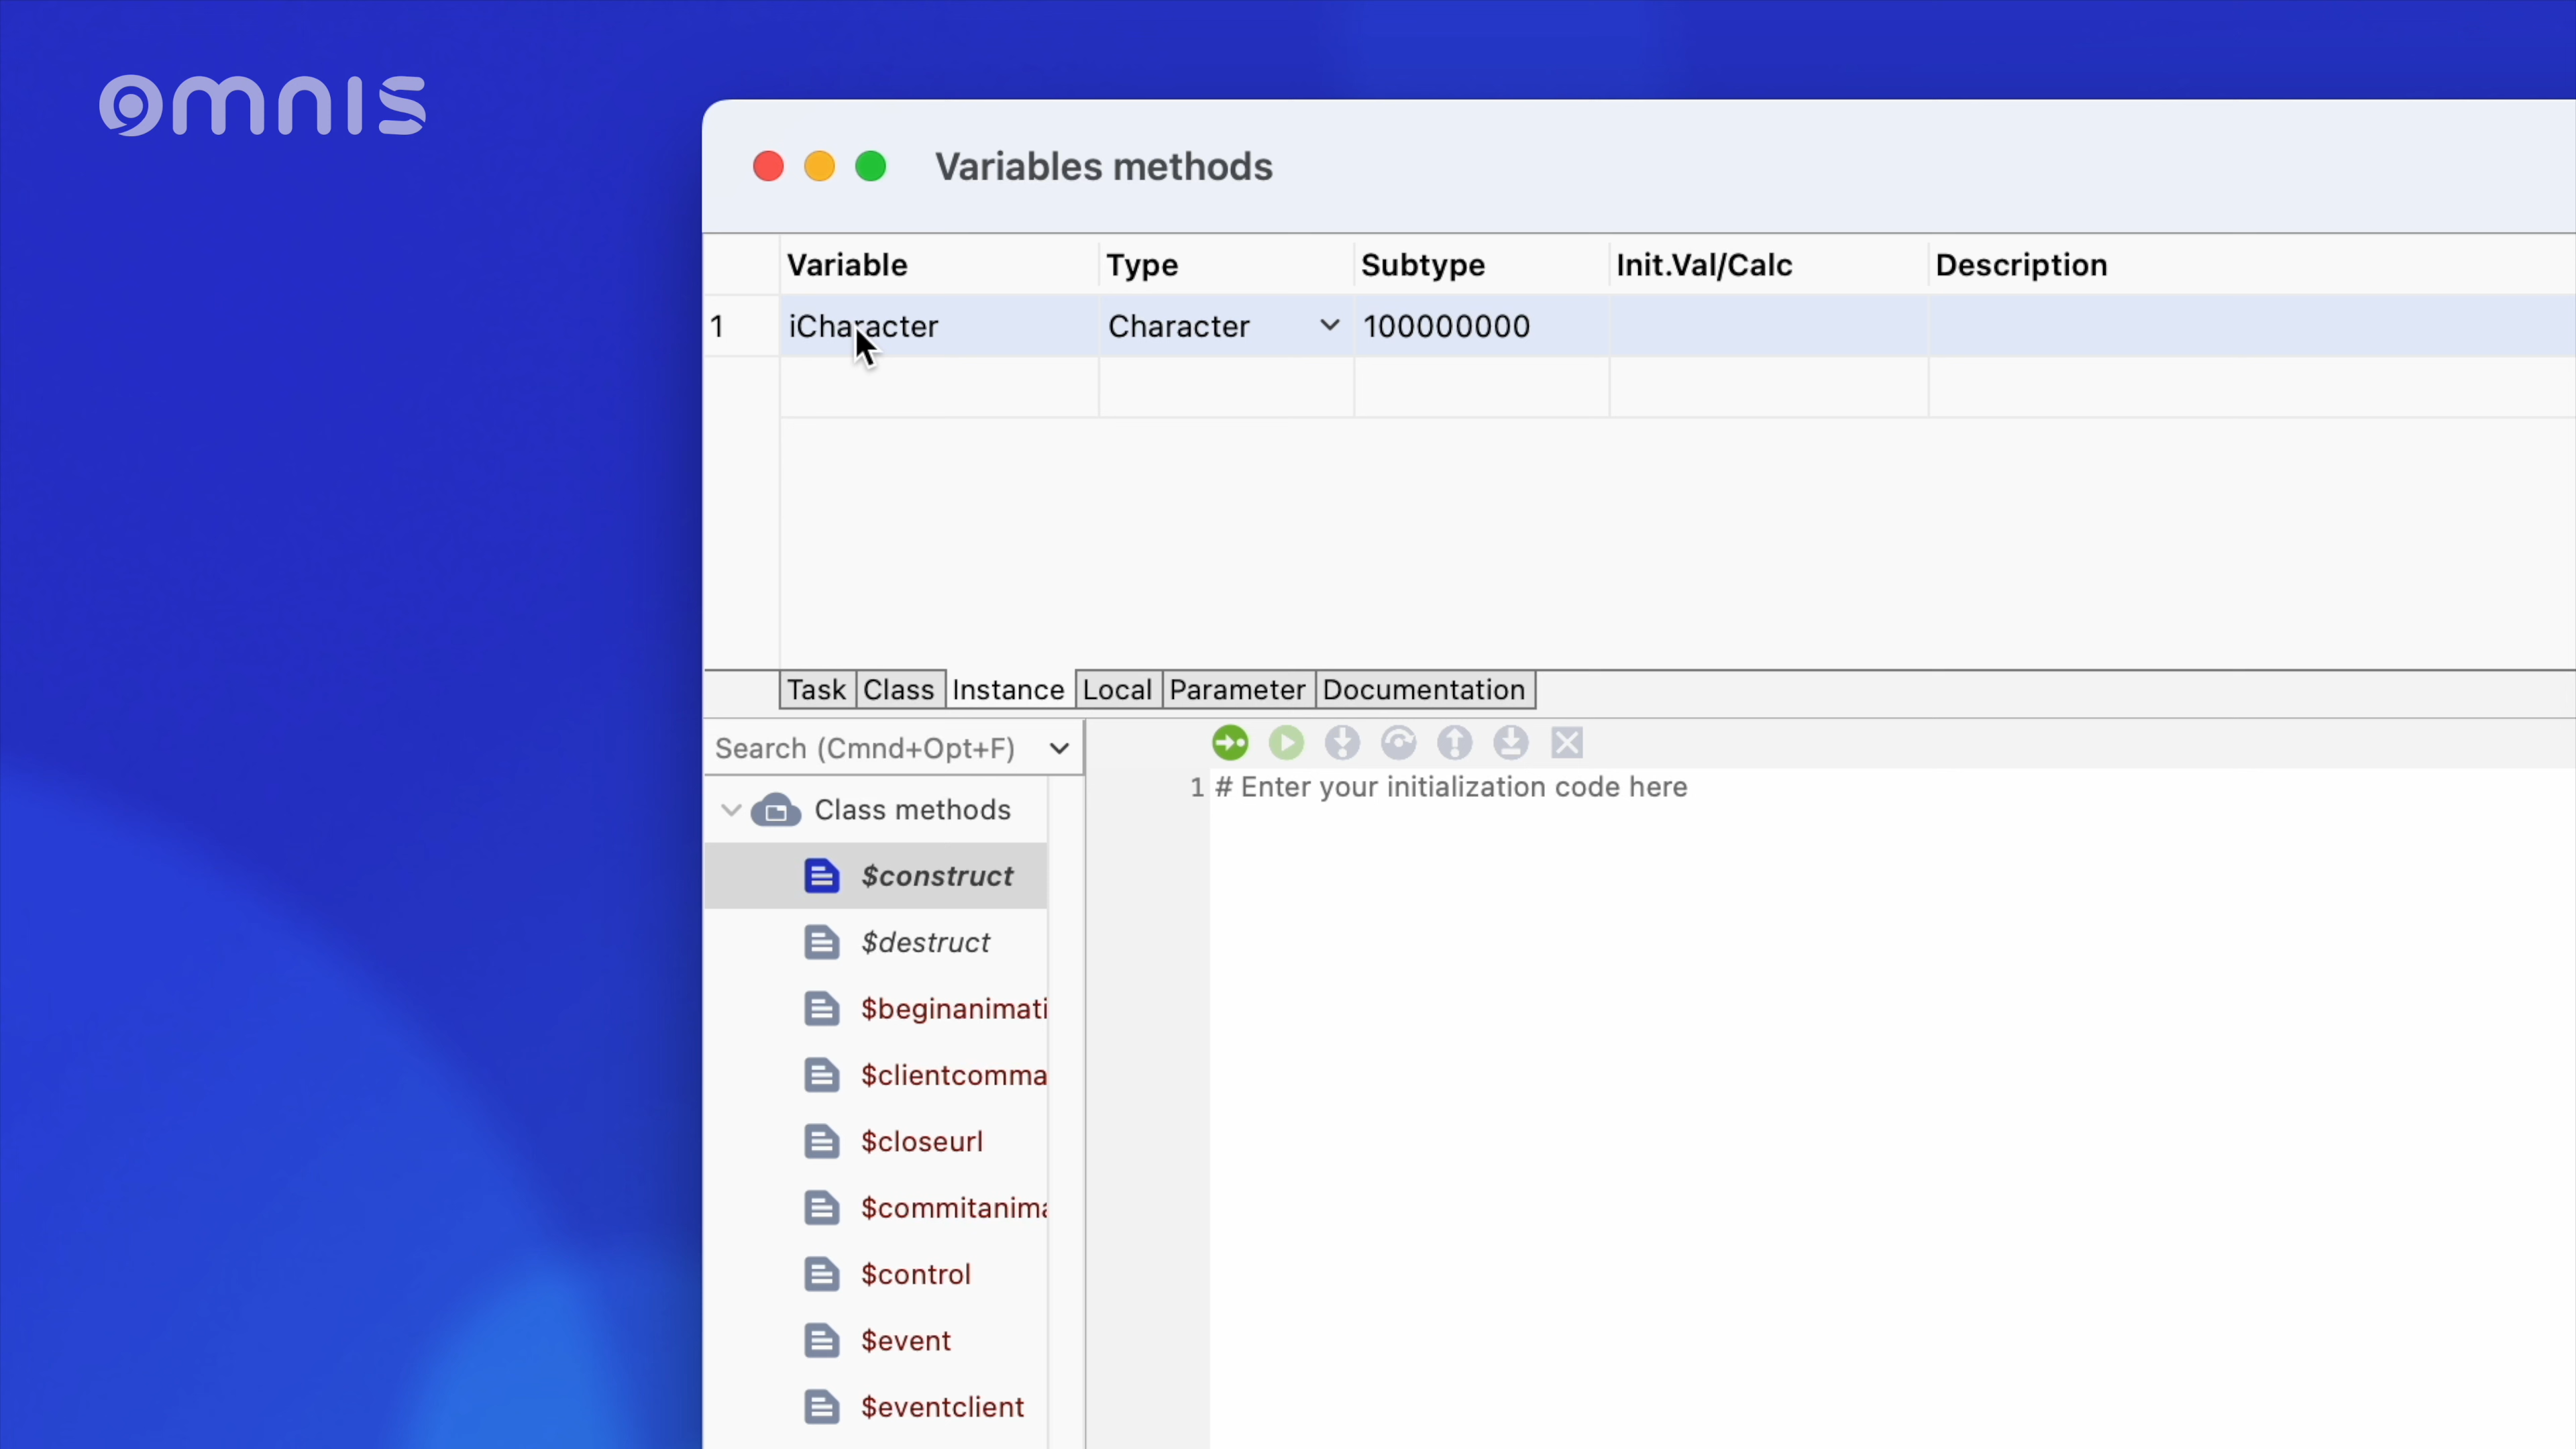 OMNIS
Variables methods
Variable Type Subtype Init.Val/Calc Description
1 iCharacter Character 100000000
Task Class Instance Local Parameter Documentation
Search (Cmnd+Opt+F)
1 # Enter your initialization code here
Class methods
$construct
$destruct
$beginanimati
$clientcomma
$closeurl
$commitanima
$control
$event
$eventclient